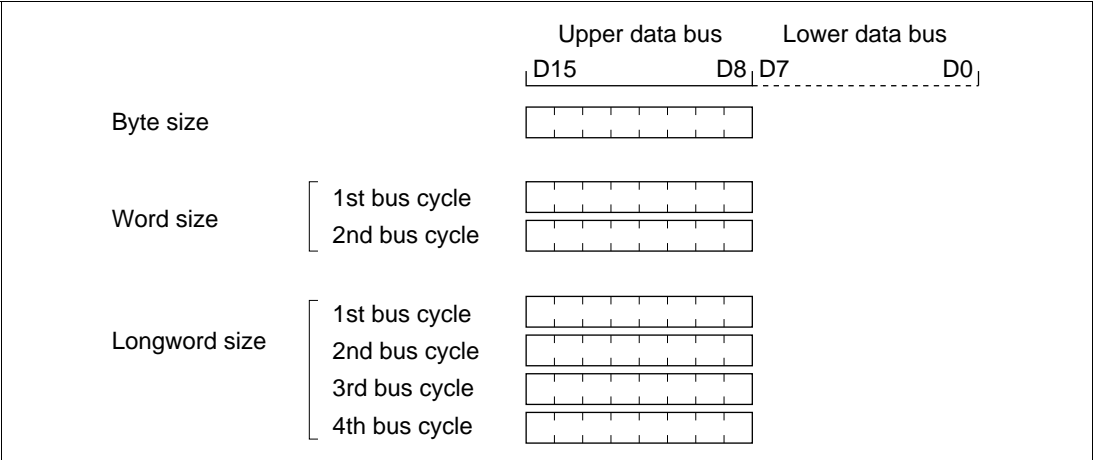 Upper data bus Lower data bus
D15 D8 D7 D0
Byte size
1st bus cycle
Word size
2nd bus cycle
1st bus cycle
Longword size
2nd bus cycle
3rd bus cycle
4th bus cycle